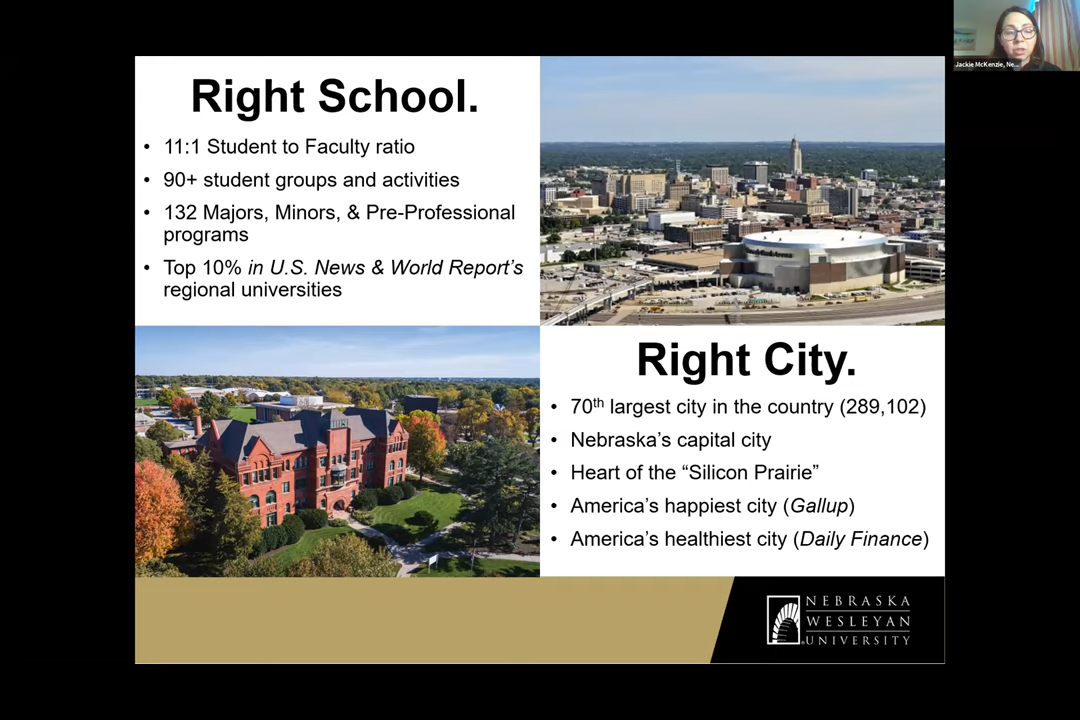 Right School.
• 11:1 Student to Faculty ratio
• 90+ student groups and activities
• 132 Majors, Minors, & Pre-Professional
programs
• Top 10% in U.S. News & World Report’s
regional universities
Right City.
• 70th largest city in the country (289,102)
• Nebraska’s capital city
• Heart of the “Silicon Prairie”
• America’s happiest city (Gallup)
• America’s healthiest city (Daily Finance)
NEBRASKA
WESLEYAN
UNIVERSITY
Jackie McKenzie, Ne...